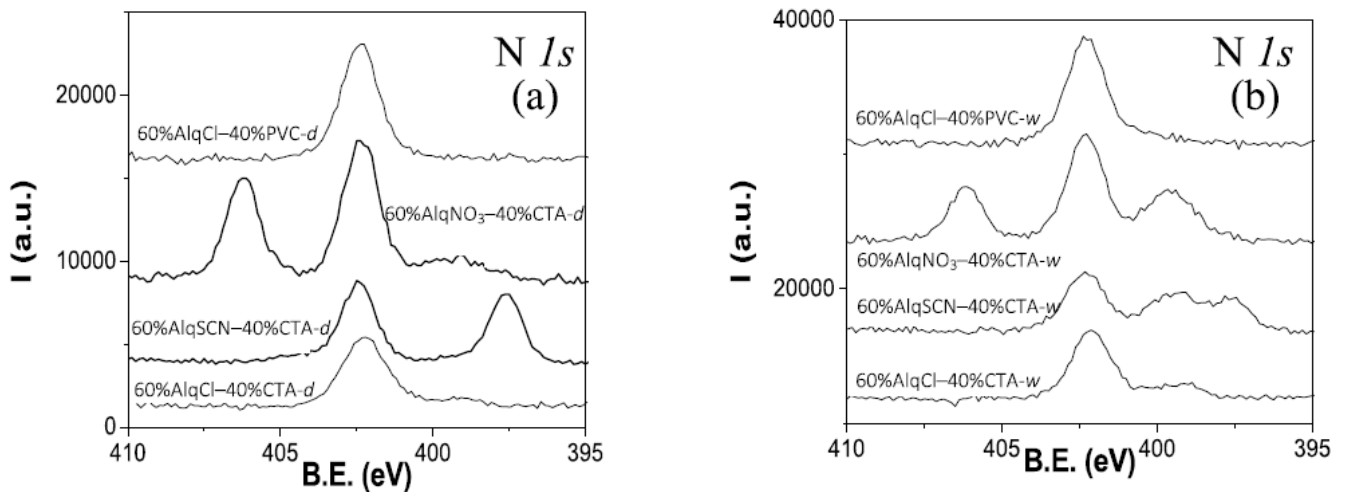 N 1s
(a)
20000
10000
0
I (a.u.)
60%AlqCl–40%PVC-d
60%AlqNO₃–40%CTA-d
60%AlqSCN–40%CTA-d
60%AlqCl–40%CTA-d
410
405
400
395
B.E. (eV)
N 1s
(b)
40000
20000
I (a.u.)
60%AlqCl–40%PVC-w
60%AlqNO₃–40%CTA-w
60%AlqSCN–40%CTA-w
60%AlqCl–40%CTA-w
410
405
400
395
B.E. (eV)